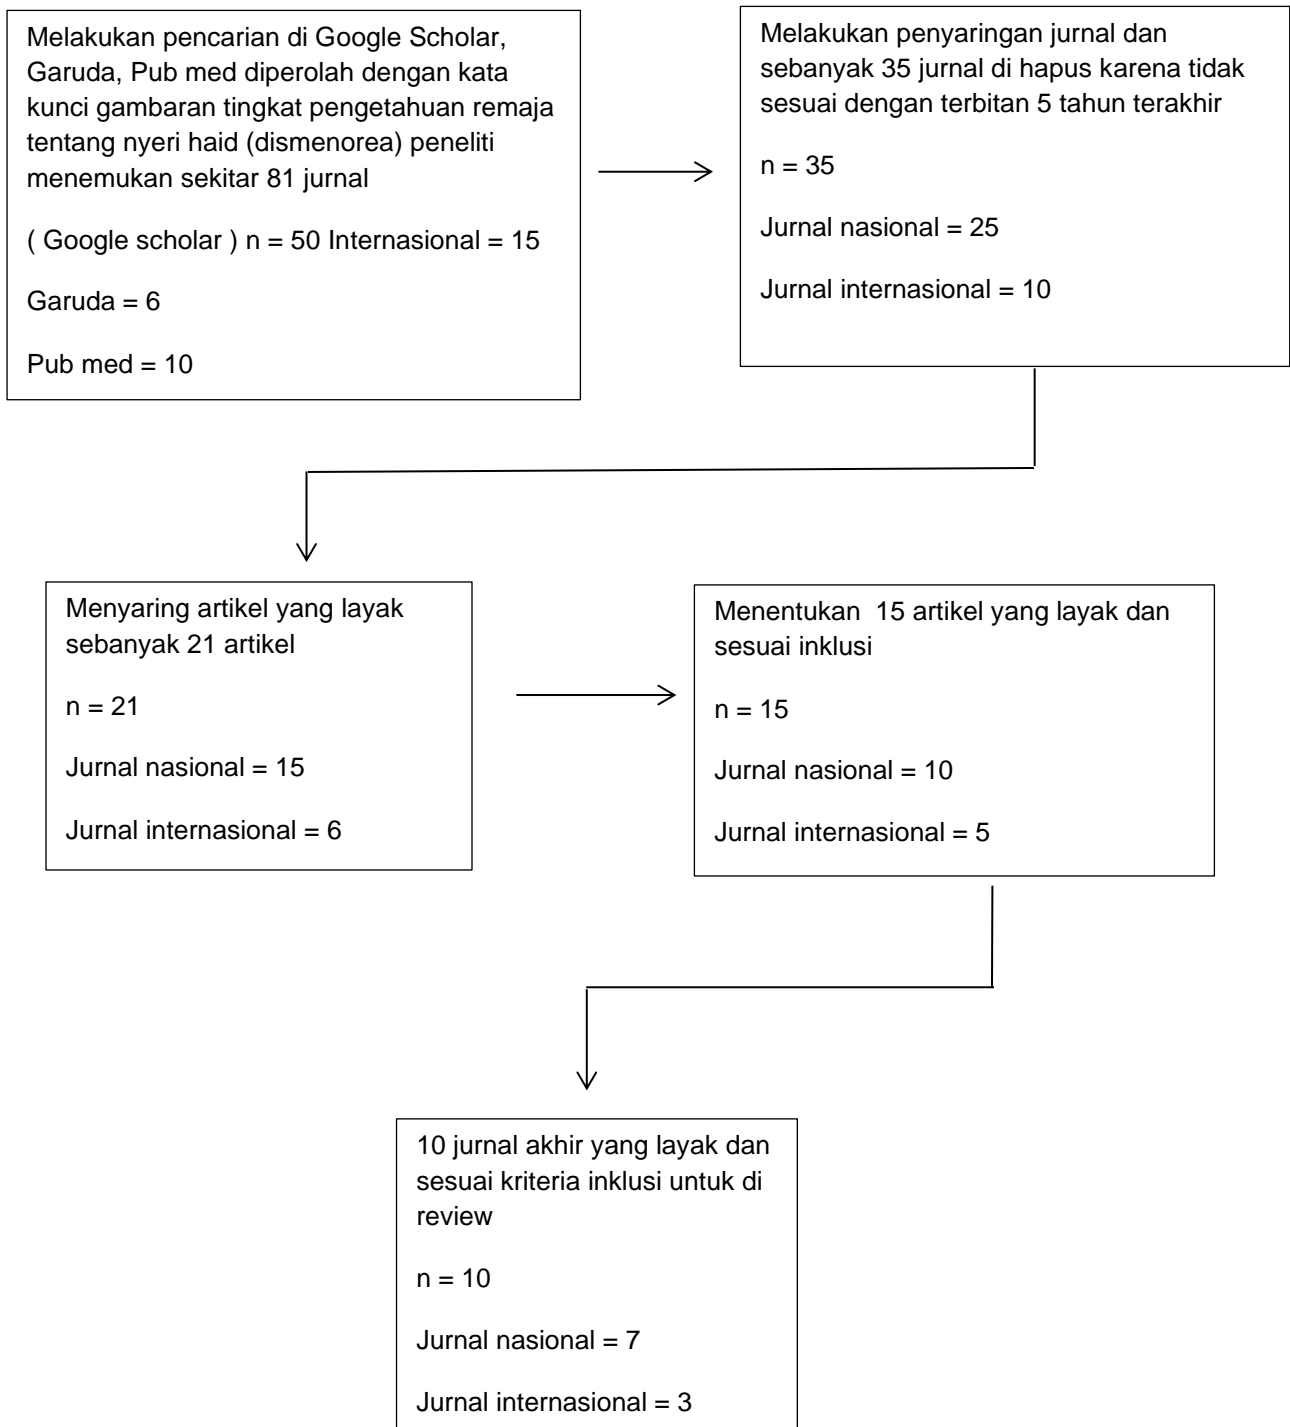 Melakukan pencarian di Google Scholar,
Garuda, Pub med diperolah dengan kata
kunci gambaran tingkat pengetahuan remaja
tentang nyeri haid (dismenorea) peneliti
menemukan sekitar 81 jurnal
( Google scholar ) n = 50 Internasional = 15
Garuda = 6
Pub med = 10
Melakukan penyaringan jurnal dan
sebanyak 35 jurnal di hapus karena tidak
sesuai dengan terbitan 5 tahun terakhir
n = 35
Jurnal nasional = 25
Jurnal internasional = 10
Menyaring artikel yang layak
sebanyak 21 artikel
n = 21
Jurnal nasional = 15
Jurnal internasional = 6
Menentukan  15 artikel yang layak dan
sesuai inklusi
n = 15
Jurnal nasional = 10
Jurnal internasional = 5
10 jurnal akhir yang layak dan
sesuai kriteria inklusi untuk di
review
n = 10
Jurnal nasional = 7
Jurnal internasional = 3